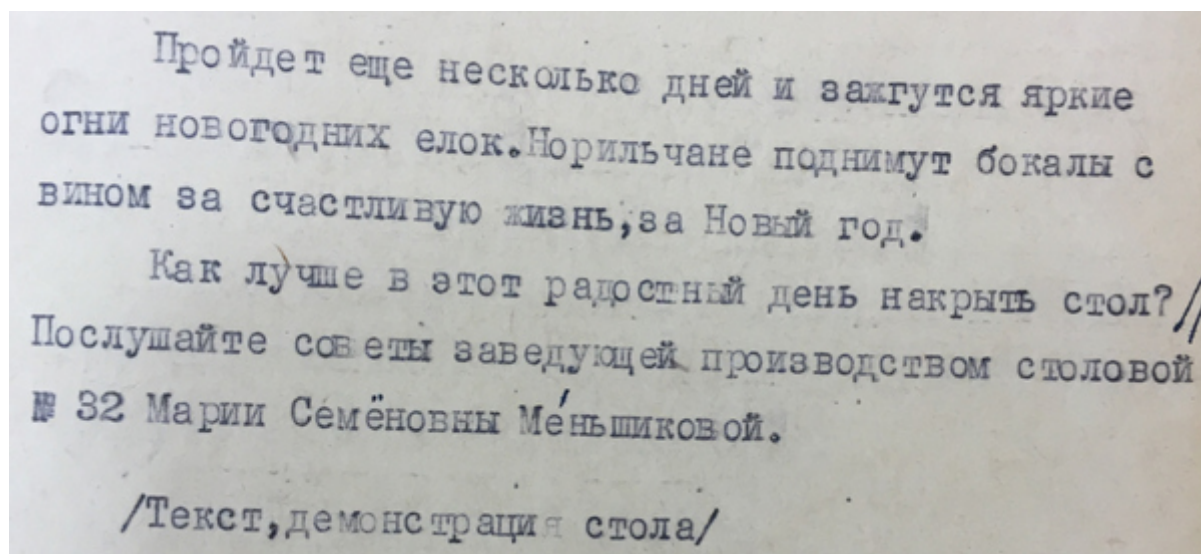 Пройдет еще несколько дней и зажгутся яркие
огни новогодних елок.Норильчане поднимут бокалы с
вином за счастливую жизнь,за Новый год.
Как лучше в этот радостный день накрыть стол?//
Послушайте советы заведующей производством столовой
№ 32 Марии Семёновны Ме́ньшиковой.
/Текст,демонстрация стола/